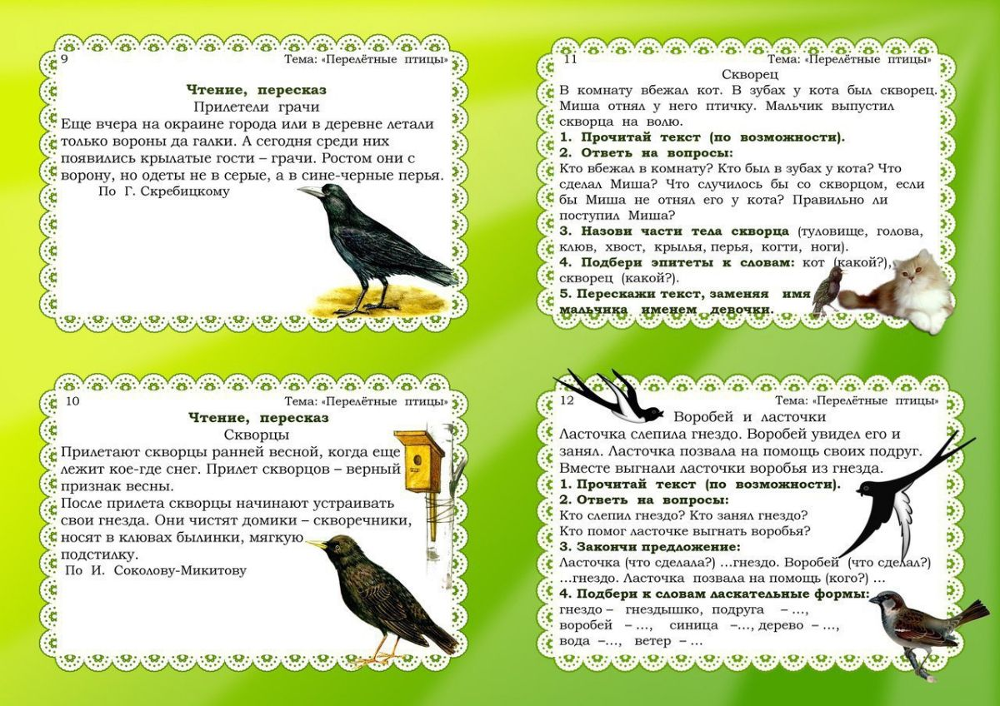 9 Тема: «Перелётные птицы»
Чтение, пересказ
Прилетели грачи
Еще вчера на окраине города или в деревне летали
только вороны да галки. А сегодня среди них
появились крылатые гости – грачи. Ростом они с
ворону, но одеты не в серые, а в сине-черные перья.
По Г. Скребицкому
11 Тема: «Перелётные птицы»
Скворец
В комнату вбежал кот. В зубах у кота был скворец.
Миша отнял у него птичку. Мальчик выпустил
скворца на волю.
1. Прочитай текст (по возможности).
2. Ответь на вопросы:
Кто вбежал в комнату? Кто был в зубах у кота? Что
сделал Миша? Что случилось бы со скворцом, если
бы Миша не отнял его у кота? Правильно ли
поступил Миша?
3. Назови части тела скворца (туловище, голова,
клюв, хвост, крылья, перья, когти, ноги).
4. Подбери эпитеты к словам: кот (какой?),
скворец (какой?).
5. Перескажи текст, заменяя имя
мальчика именем девочки.
10 Тема: «Перелётные птицы»
Чтение, пересказ
Скворцы
Прилетают скворцы ранней весной, когда еще
лежит кое-где снег. Прилет скворцов – верный
признак весны.
После прилета скворцы начинают устраивать
свои гнезда. Они чистят домики – скворечники,
носят в клювах былинки, мягкую
подстилку.
По И. Соколову-Микитову
12 Тема: «Перелётные птицы»
Воробей и ласточки
Ласточка слепила гнездо. Воробей увидел его и
занял. Ласточка позвала на помощь своих подруг.
Вместе выгнали ласточки воробья из гнезда.
1. Прочитай текст (по возможности).
2. Ответь на вопросы:
Кто слепил гнездо? Кто занял гнездо?
Кто помог ласточке выгнать воробья?
3. Закончи предложение:
Ласточка (что сделала?) …гнездо. Воробей (что сделал?)
…гнездо. Ласточка позвала на помощь (кого?) …
4. Подбери к словам ласкательные формы:
гнездо – гнездышко, подруга – …,
воробей – …, синица –…, дерево – …,
вода –…, ветер – …